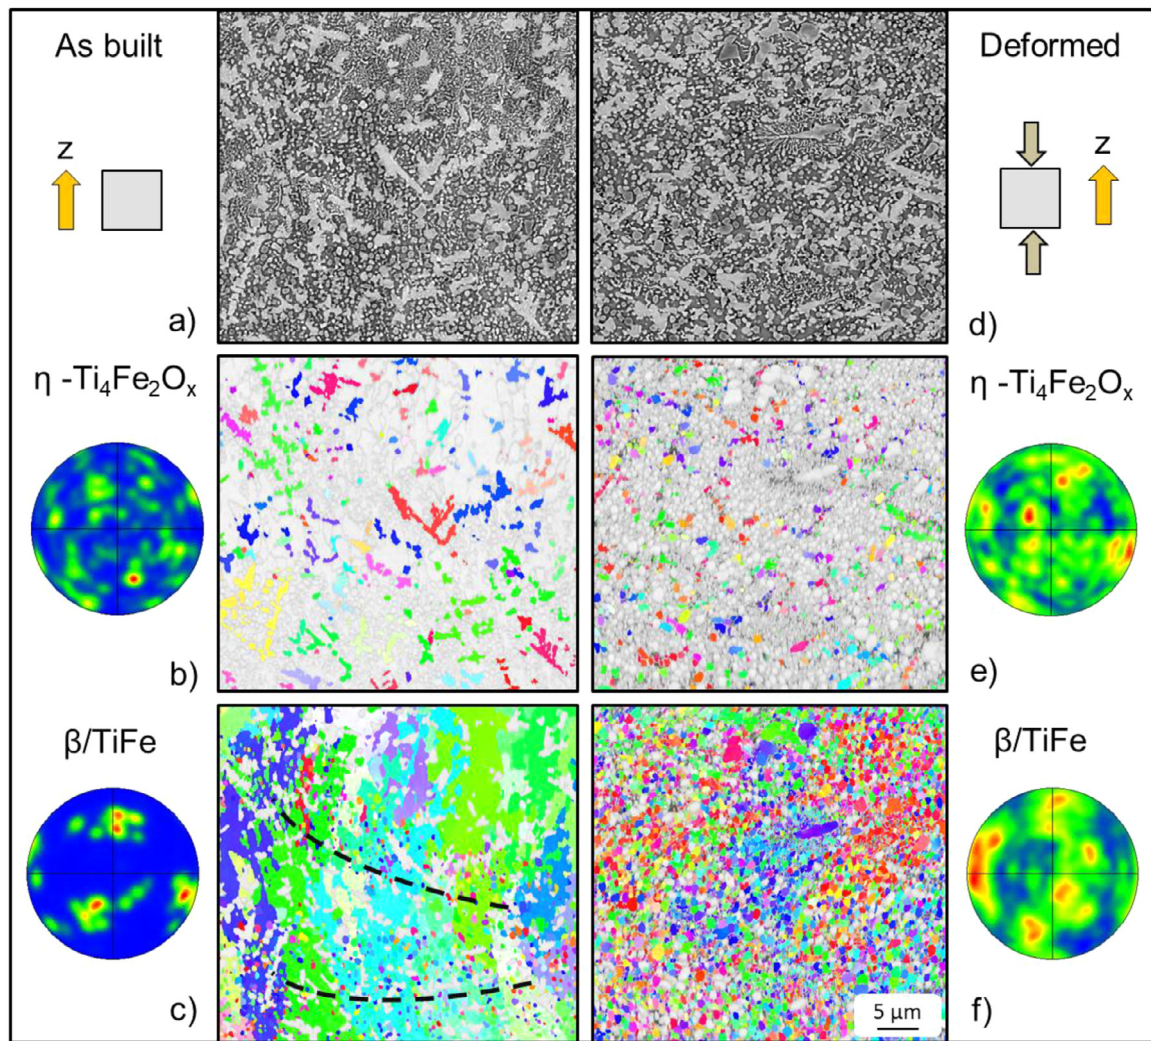 As built
Deformed
z
z
a)
d)
η -Ti₄Fe₂Oₓ
η -Ti₄Fe₂Oₓ
b)
e)
β/TiFe
β/TiFe
c)
5 µm
f)